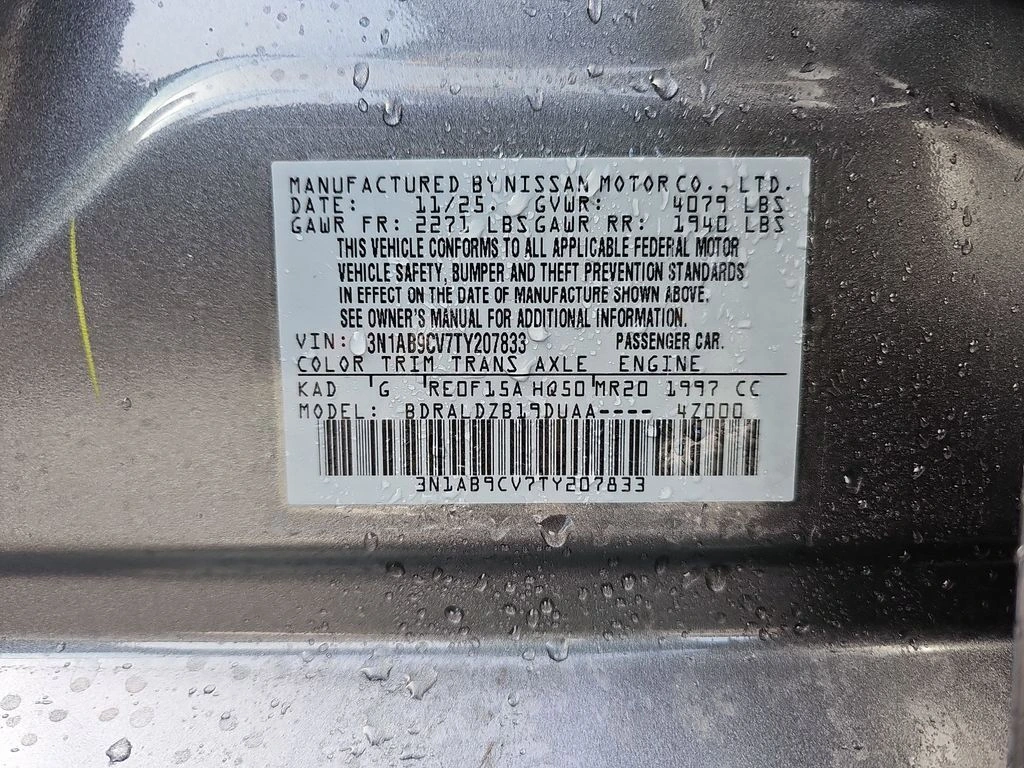 MANUFACTURED BY NISSAN MOTOR CO., LTD.
DATE: 11/25. GVWR: 4079 LBS
GAWR FR: 2271 LBS GAWR RR: 1940 LBS
THIS VEHICLE CONFORMS TO ALL APPLICABLE FEDERAL MOTOR
VEHICLE SAFETY, BUMPER AND THEFT PREVENTION STANDARDS
IN EFFECT ON THE DATE OF MANUFACTURE SHOWN ABOVE.
SEE OWNER'S MANUAL FOR ADDITIONAL INFORMATION.
VIN: 3N1AB9CV7TY207833 PASSENGER CAR.
COLOR TRIM TRANS AXLE ENGINE
KAD G RE0F15A HQ50 MR20 1997 CC
MODEL: BDRALDZB19DUAA---- 4Z000
3N1AB9CV7TY207833